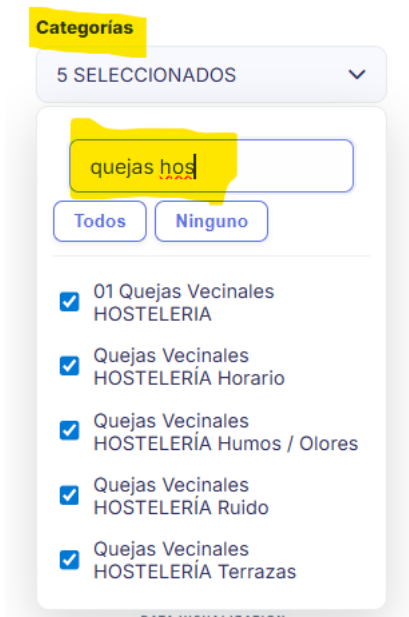 Categorías
5 SELECCIONADOS
quejas hos
Todos Ninguno
01 Quejas Vecinales
HOSTELERIA
Quejas Vecinales
HOSTELERÍA Horario
Quejas Vecinales
HOSTELERÍA Humos / Olores
Quejas Vecinales
HOSTELERÍA Ruido
Quejas Vecinales
HOSTELERÍA Terrazas